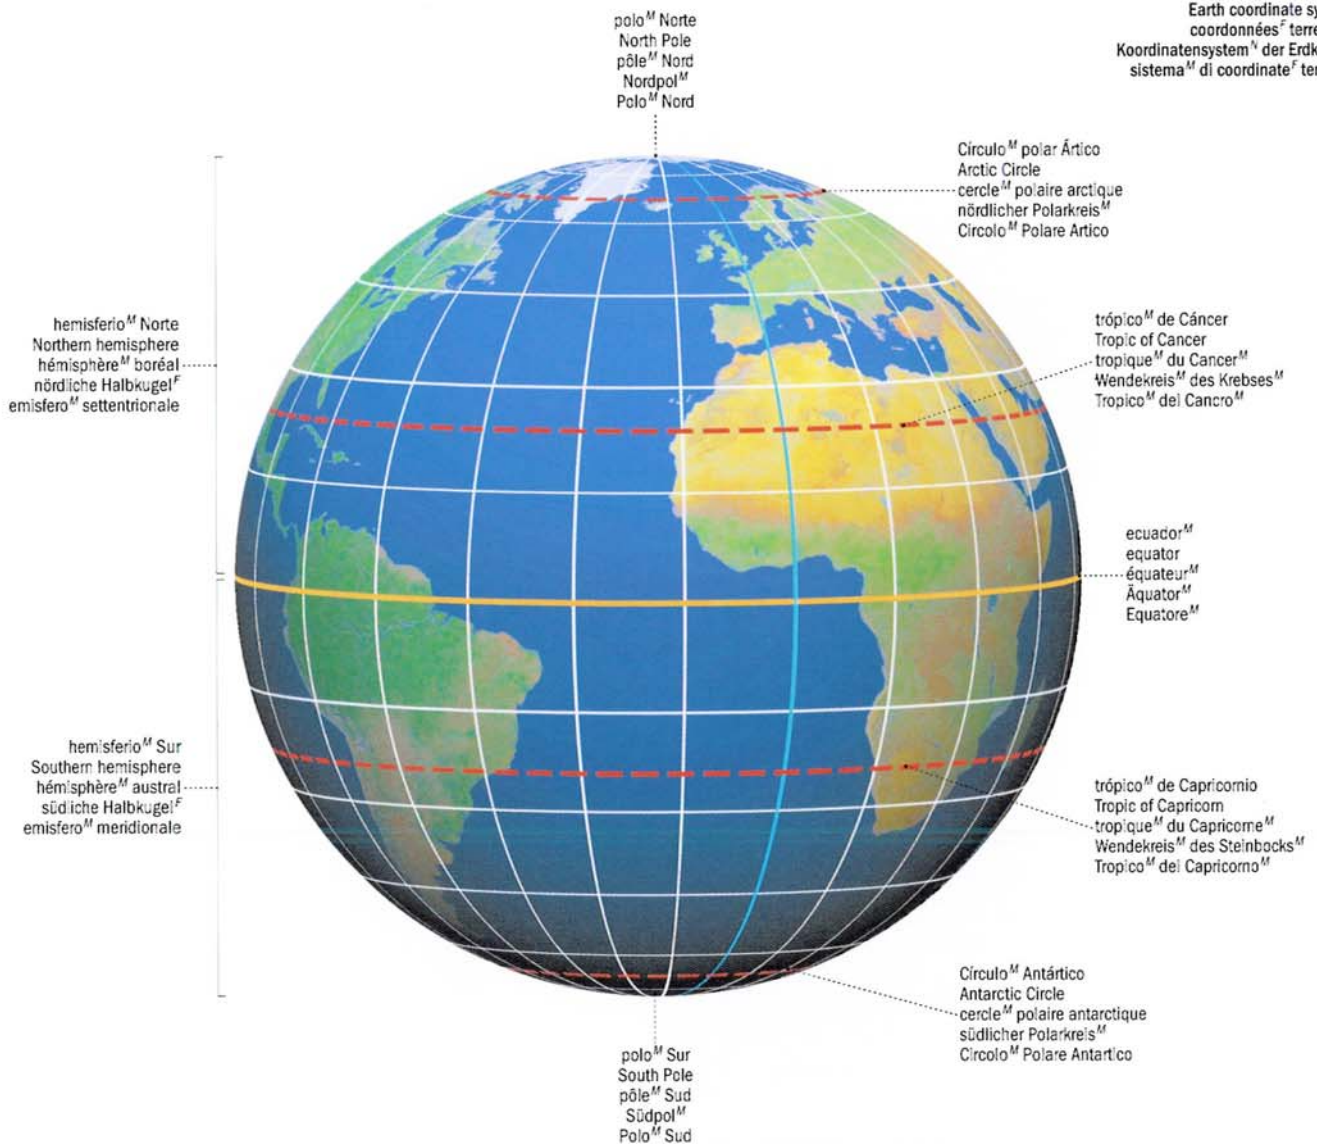 Earth coordinate
coordonnées^F
Koordinatensystem^N der
sistema^M di coordinate^F
polo^M Norte
North Pole
pôle^M Nord
Nordpol^M
Polo^M Nord
Círculo^M polar Ártico
Arctic Circle
cercle^M polaire arctique
nördlicher Polarkreis^M
Circolo^M Polare Artico
hemisferio^M Norte
Northern hemisphere
hémisphère^M boréal
nördliche Halbkugel^F
emisfero^M settentrionale
trópico^M de Cáncer
Tropic of Cancer
tropique^M du Cancer^M
Wendekreis^M des Krebses^M
Tropico^M del Cancro^M
ecuador^M
equator
équateur^M
Äquator^M
Equatore^M
hemisferio^M Sur
Southern hemisphere
hémisphère^M austral
südliche Halbkugel^F
emisfero^M meridionale
trópico^M de Capricornio
Tropic of Capricorn
tropique^M du Capricorne^M
Wendekreis^M des Steinbocks^M
Tropico^M del Capricorno^M
Círculo^M Antártico
Antarctic Circle
cercle^M polaire antarctique
südlicher Polarkreis^M
Circolo^M Polare Antartico
polo^M Sur
South Pole
pôle^M Sud
Südpol^M
Polo^M Sud